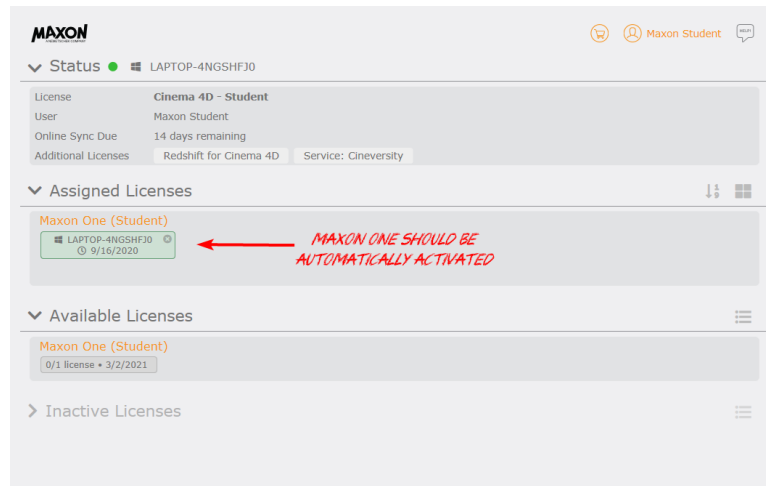 MAXON
Maxon Student
Status LAPTOP-4NGSHFJ0
License Cinema 4D - Student
User Maxon Student
Online Sync Due 14 days remaining
Additional Licenses Redshift for Cinema 4D Service: Cineversity
Assigned Licenses
Maxon One (Student)
LAPTOP-4NGSHFJ0
9/16/2020
MAXON ONE SHOULD BE
AUTOMATICALLY ACTIVATED
Available Licenses
Maxon One (Student)
0/1 license • 3/2/2021
Inactive Licenses